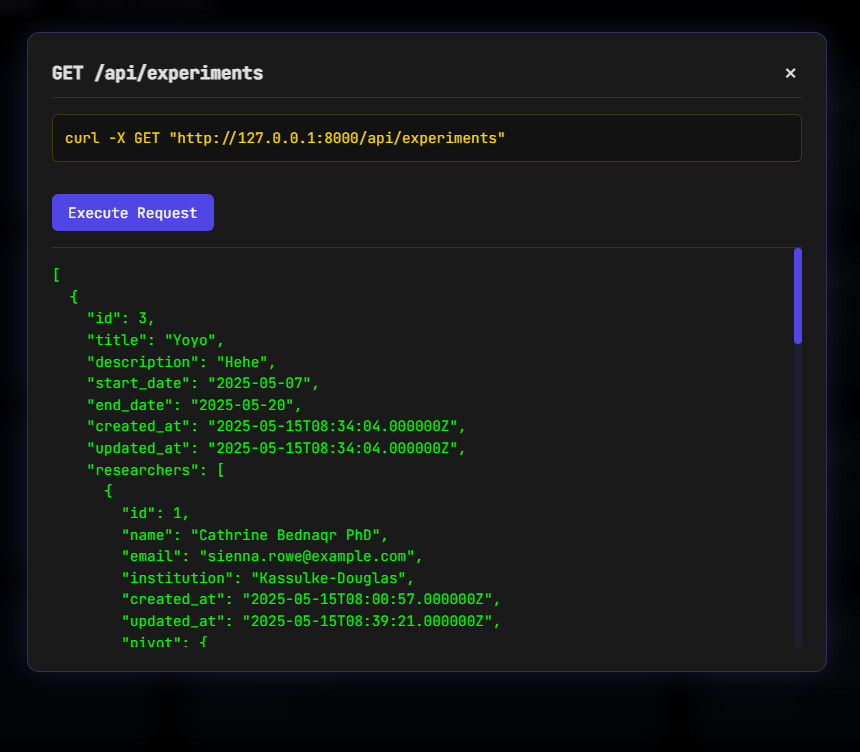 GET /api/experiments
×
curl -X GET "http://127.0.0.1:8000/api/experiments"
Execute Request
[
  {
    "id": 3,
    "title": "Yoyo",
    "description": "Hehe",
    "start_date": "2025-05-07",
    "end_date": "2025-05-20",
    "created_at": "2025-05-15T08:34:04.000000Z",
    "updated_at": "2025-05-15T08:34:04.000000Z",
    "researchers": [
      {
        "id": 1,
        "name": "Cathrine Bednaqr PhD",
        "email": "sienna.rowe@example.com",
        "institution": "Kassulke-Douglas",
        "created_at": "2025-05-15T08:00:57.000000Z",
        "updated_at": "2025-05-15T08:39:21.000000Z",
        "pivot": {